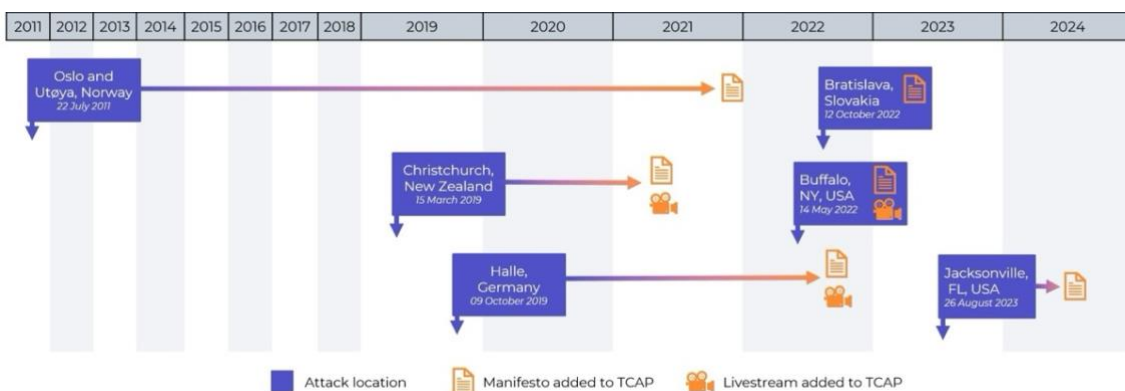 2011 2012 2013 2014 2015 2016 2017 2018 2019 2020 2021 2022 2023 2024
Oslo and
Utøya, Norway
22 July 2011
Bratislava,
Slovakia
12 October 2022
Christchurch,
New Zealand
15 March 2019
Buffalo,
NY, USA
14 May 2022
Halle,
Germany
09 October 2019
Jacksonville,
FL, USA
26 August 2023
Attack location
Manifesto added to TCAP
Livestream added to TCAP